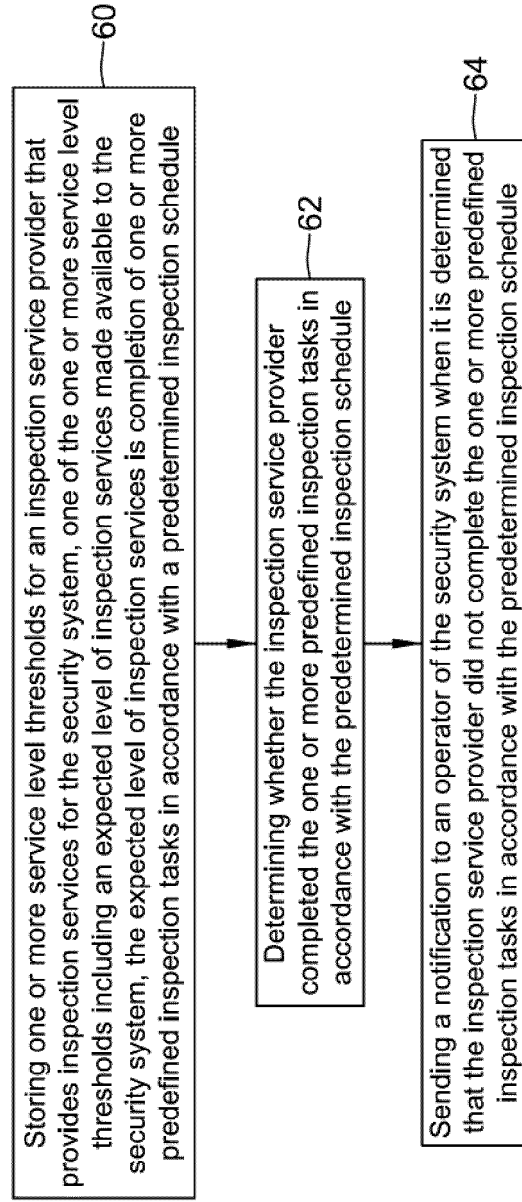 Storing one or more service level thresholds for an inspection service provider that
provides inspection services for the security system, one of the one or more service level
thresholds including an expected level of inspection services made available to the
security system, the expected level of inspection services is completion of one or more
predefined inspection tasks in accordance with a predetermined inspection schedule
60
Determining whether the inspection service provider
completed the one or more predefined inspection tasks in
accordance with the predetermined inspection schedule
62
Sending a notification to an operator of the security system when it is determined
that the inspection service provider did not complete the one or more predefined
inspection tasks in accordance with the predetermined inspection schedule
64